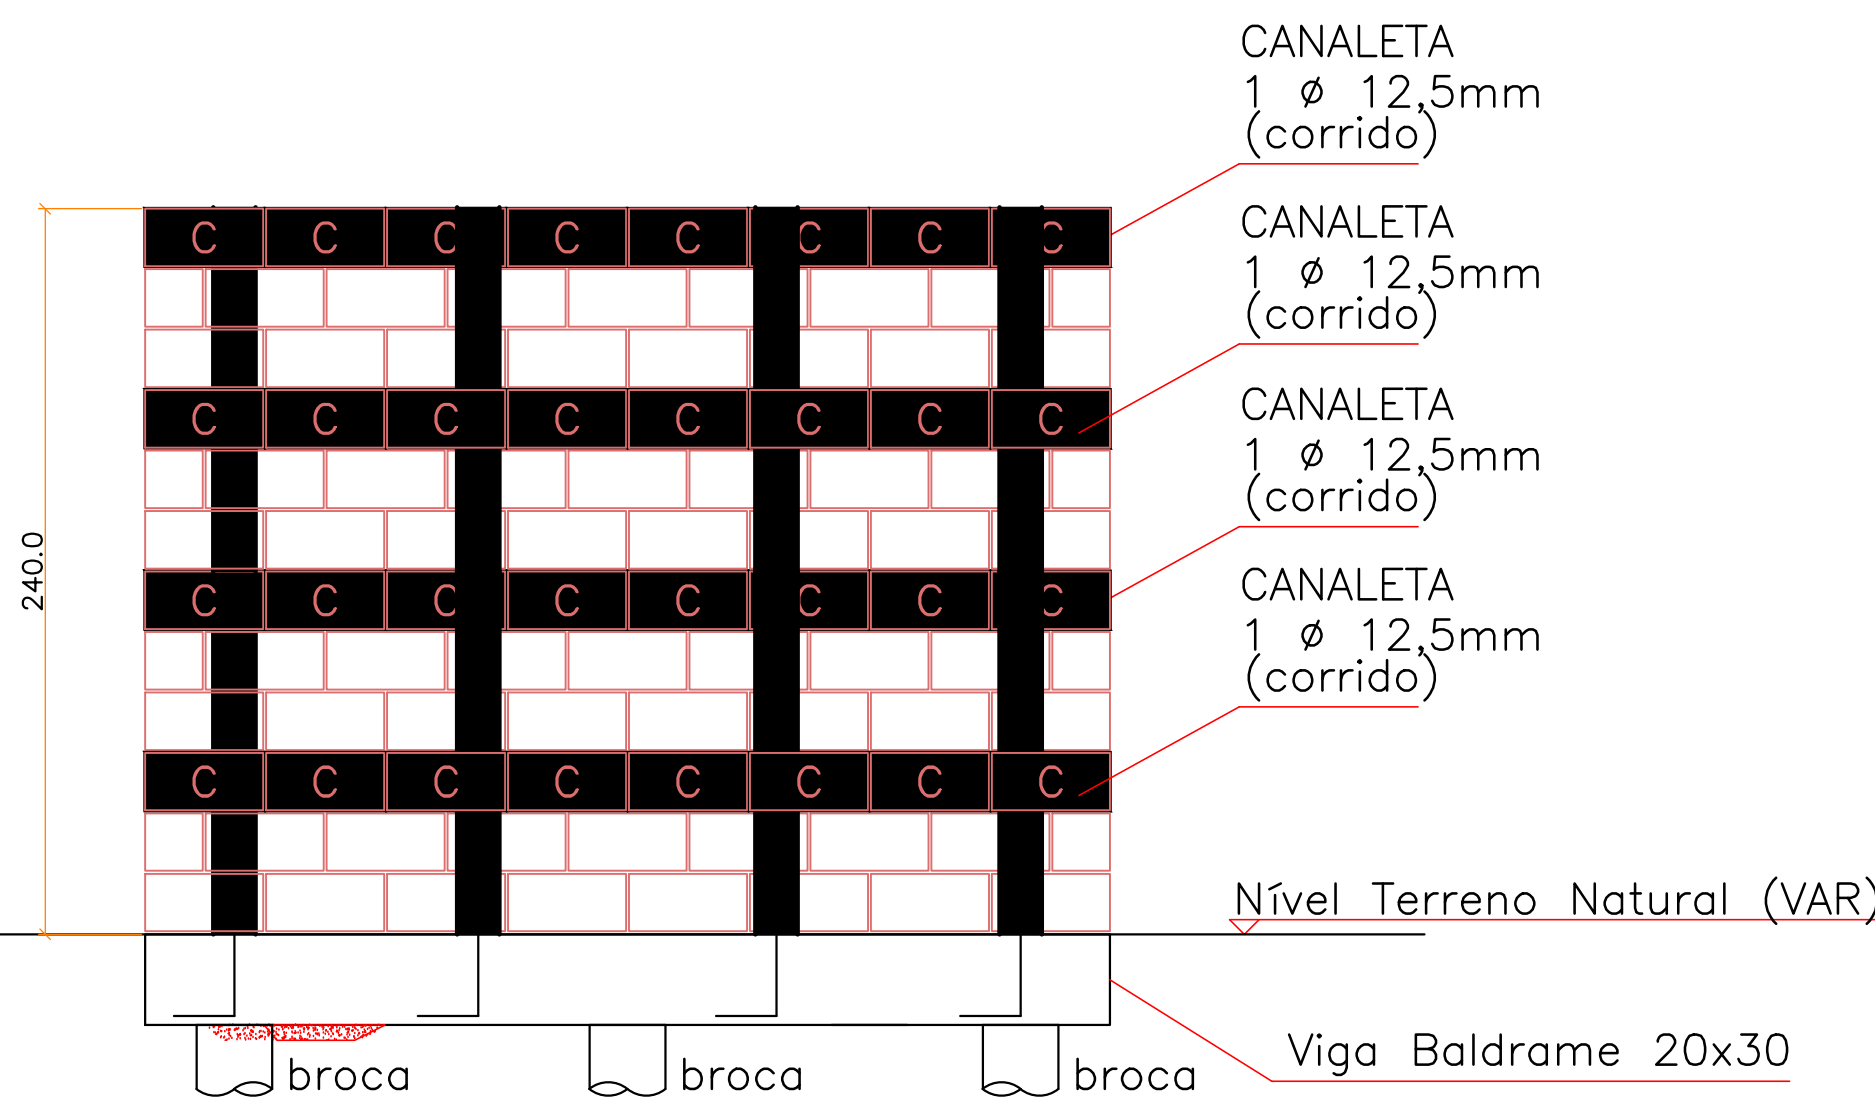 CANALETA
1 ø 12,5mm
(corrido)
CANALETA
1 ø 12,5mm
(corrido)
CANALETA
1 ø 12,5mm
(corrido)
CANALETA
1 ø 12,5mm
(corrido)
C C C C C C C C
C C C C C C C C
C C C C C C C C
C C C C C C C C
240.0
Nível Terreno Natural (VAR)
Viga Baldrame 20x30
broca broca broca